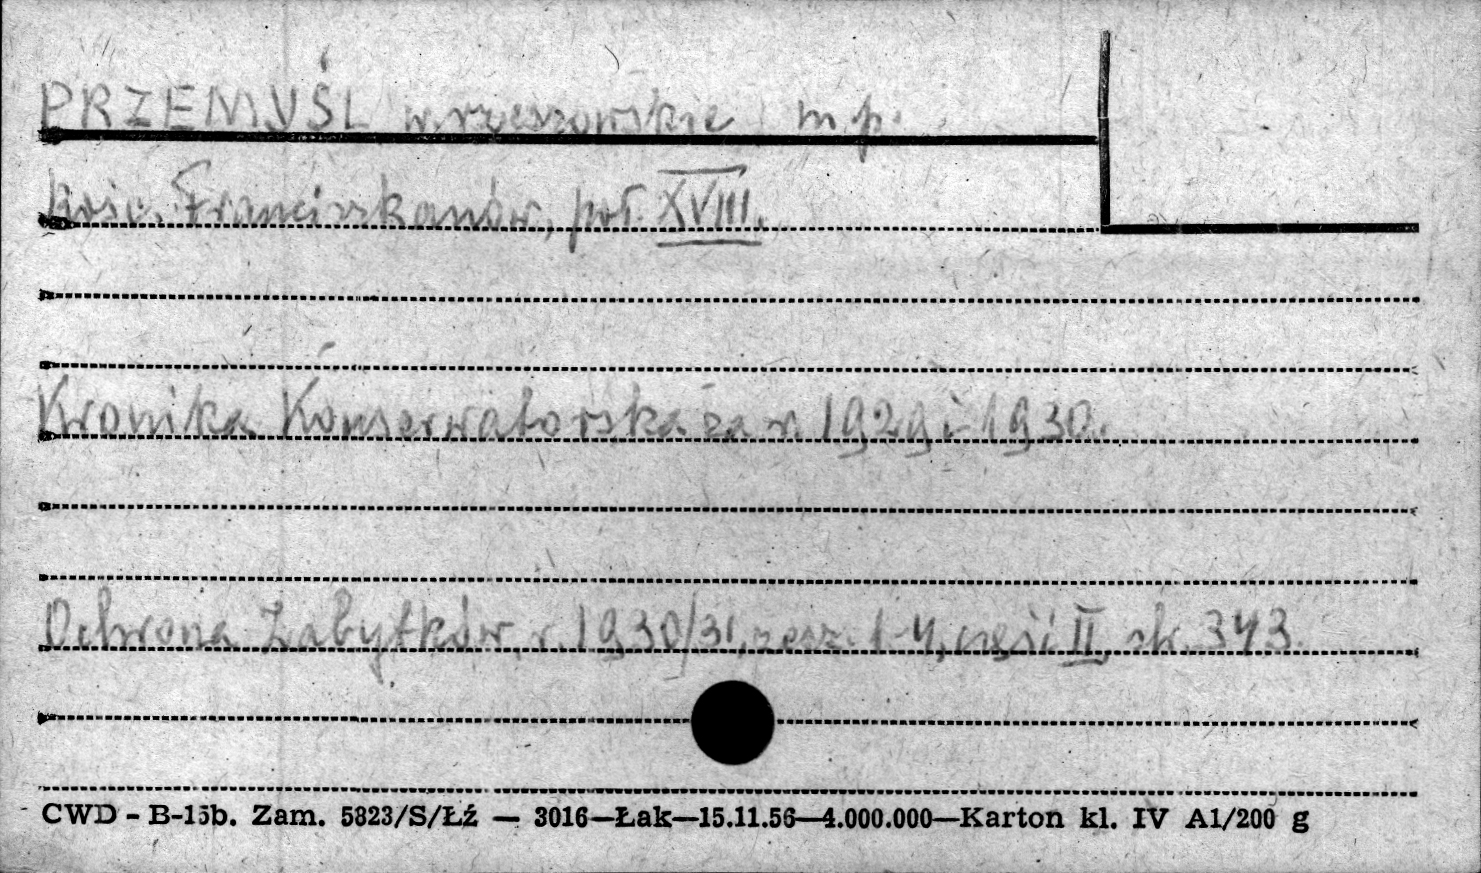 PRZEMYŚL w. rzeszowskie m.p.
kośc. Franciszkanów, poł. XVIII.
Kronika Konserwatorska za r. 1929 i 1930.
Ochrona Zabytków, r. 1930/31, zesz. 1-4, część II, str. 343.
CWD - B-15b. Zam. 5823/S/Łź — 3016—Łak—15.11.56—4.000.000—Karton kl. IV A1/200 g